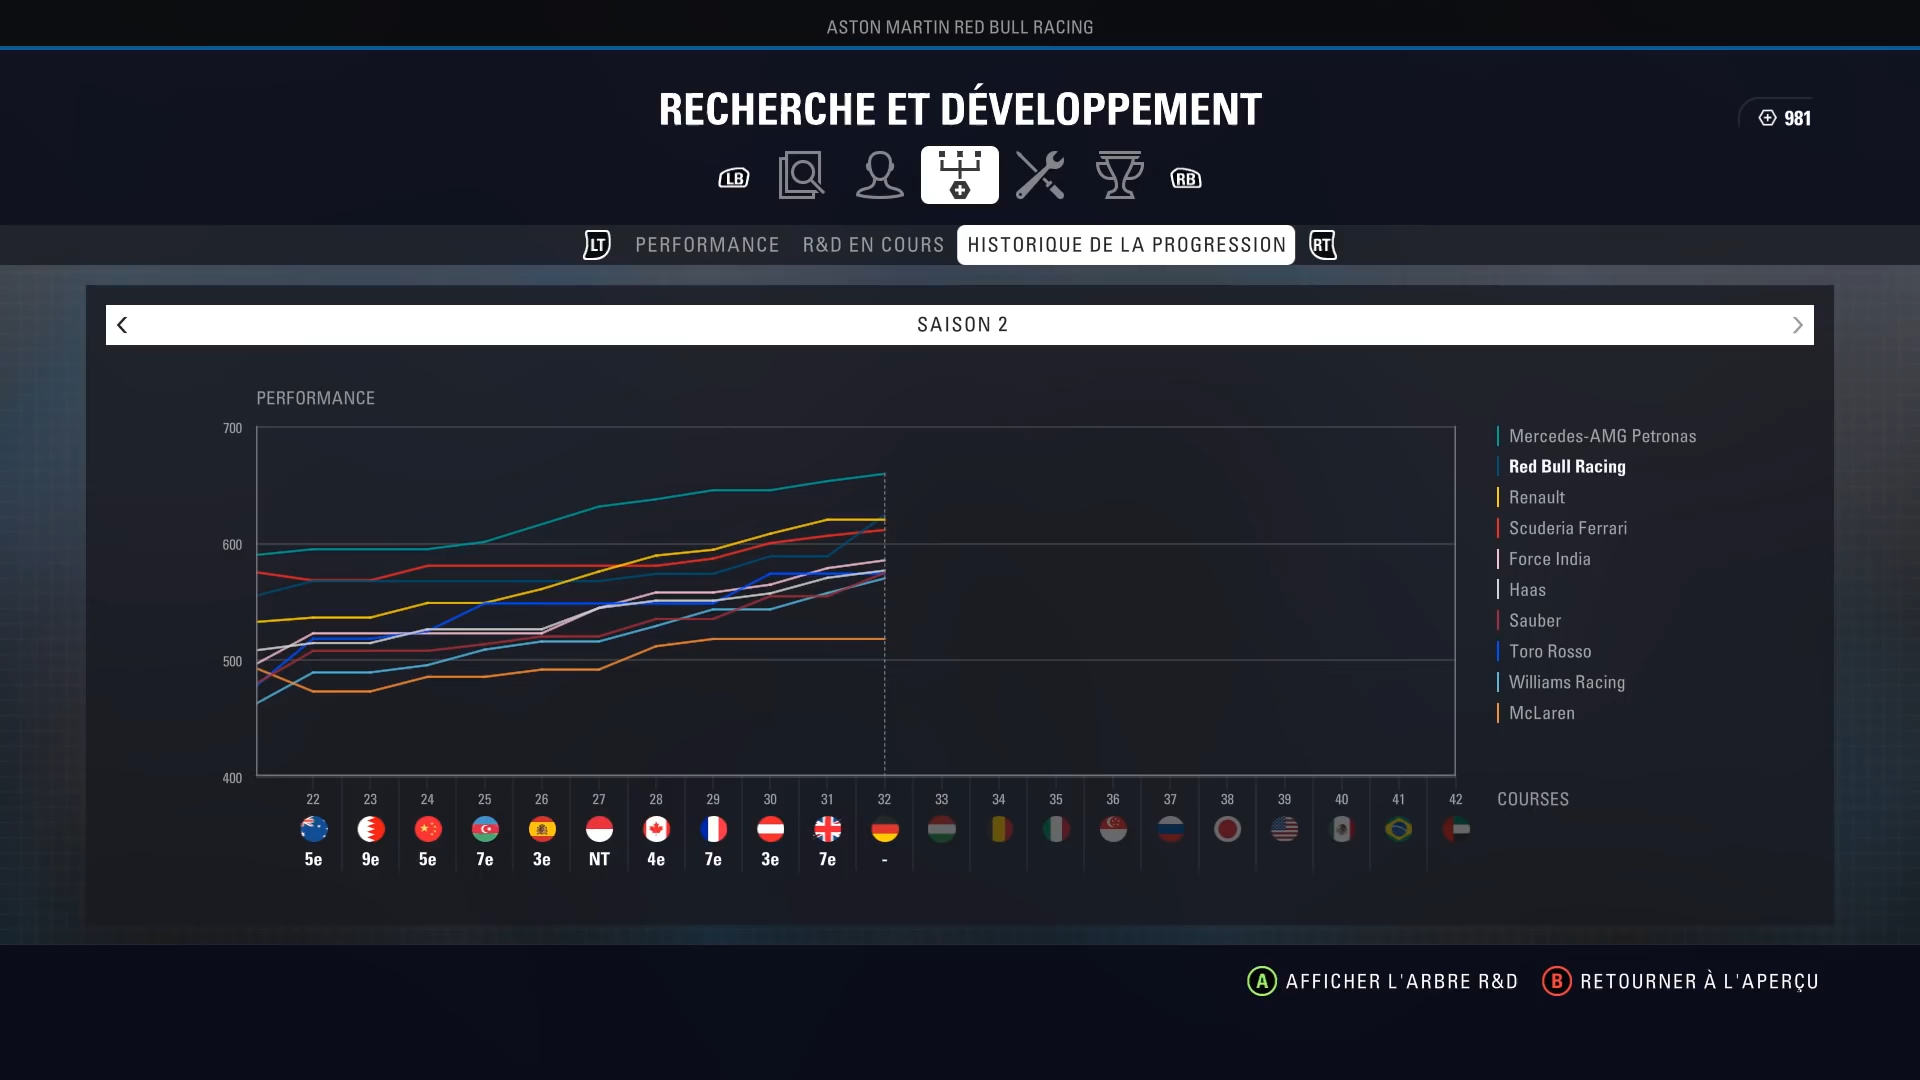 ASTON MARTIN RED BULL RACING
RECHERCHE ET DÉVELOPPEMENT
981
LB
RB
LT PERFORMANCE R&D EN COURS HISTORIQUE DE LA PROGRESSION RT
SAISON 2
PERFORMANCE
700
600
500
400
Mercedes-AMG Petronas
Red Bull Racing
Renault
Scuderia Ferrari
Force India
Haas
Sauber
Toro Rosso
Williams Racing
McLaren
22 23 24 25 26 27 28 29 30 31 32 33 34 35 36 37 38 39 40 41 42 COURSES
5e 9e 5e 7e 3e NT 4e 7e 3e 7e -
A AFFICHER L'ARBRE R&D B RETOURNER À L'APERÇU